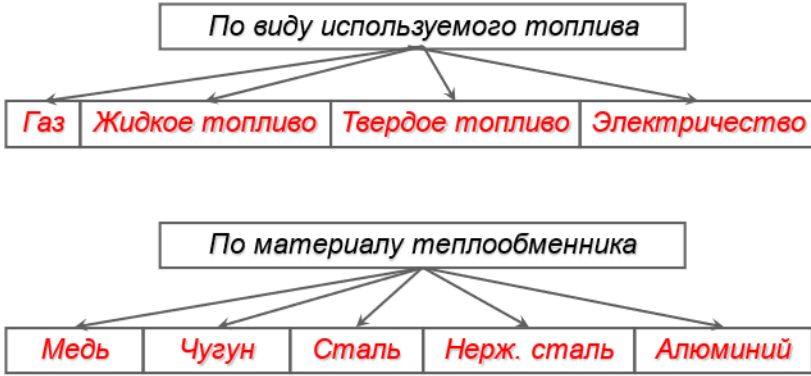 По виду используемого топлива
Газ Жидкое топливо Твердое топливо Электричество
По материалу теплообменника
Медь Чугун Сталь Нерж. сталь Алюминий